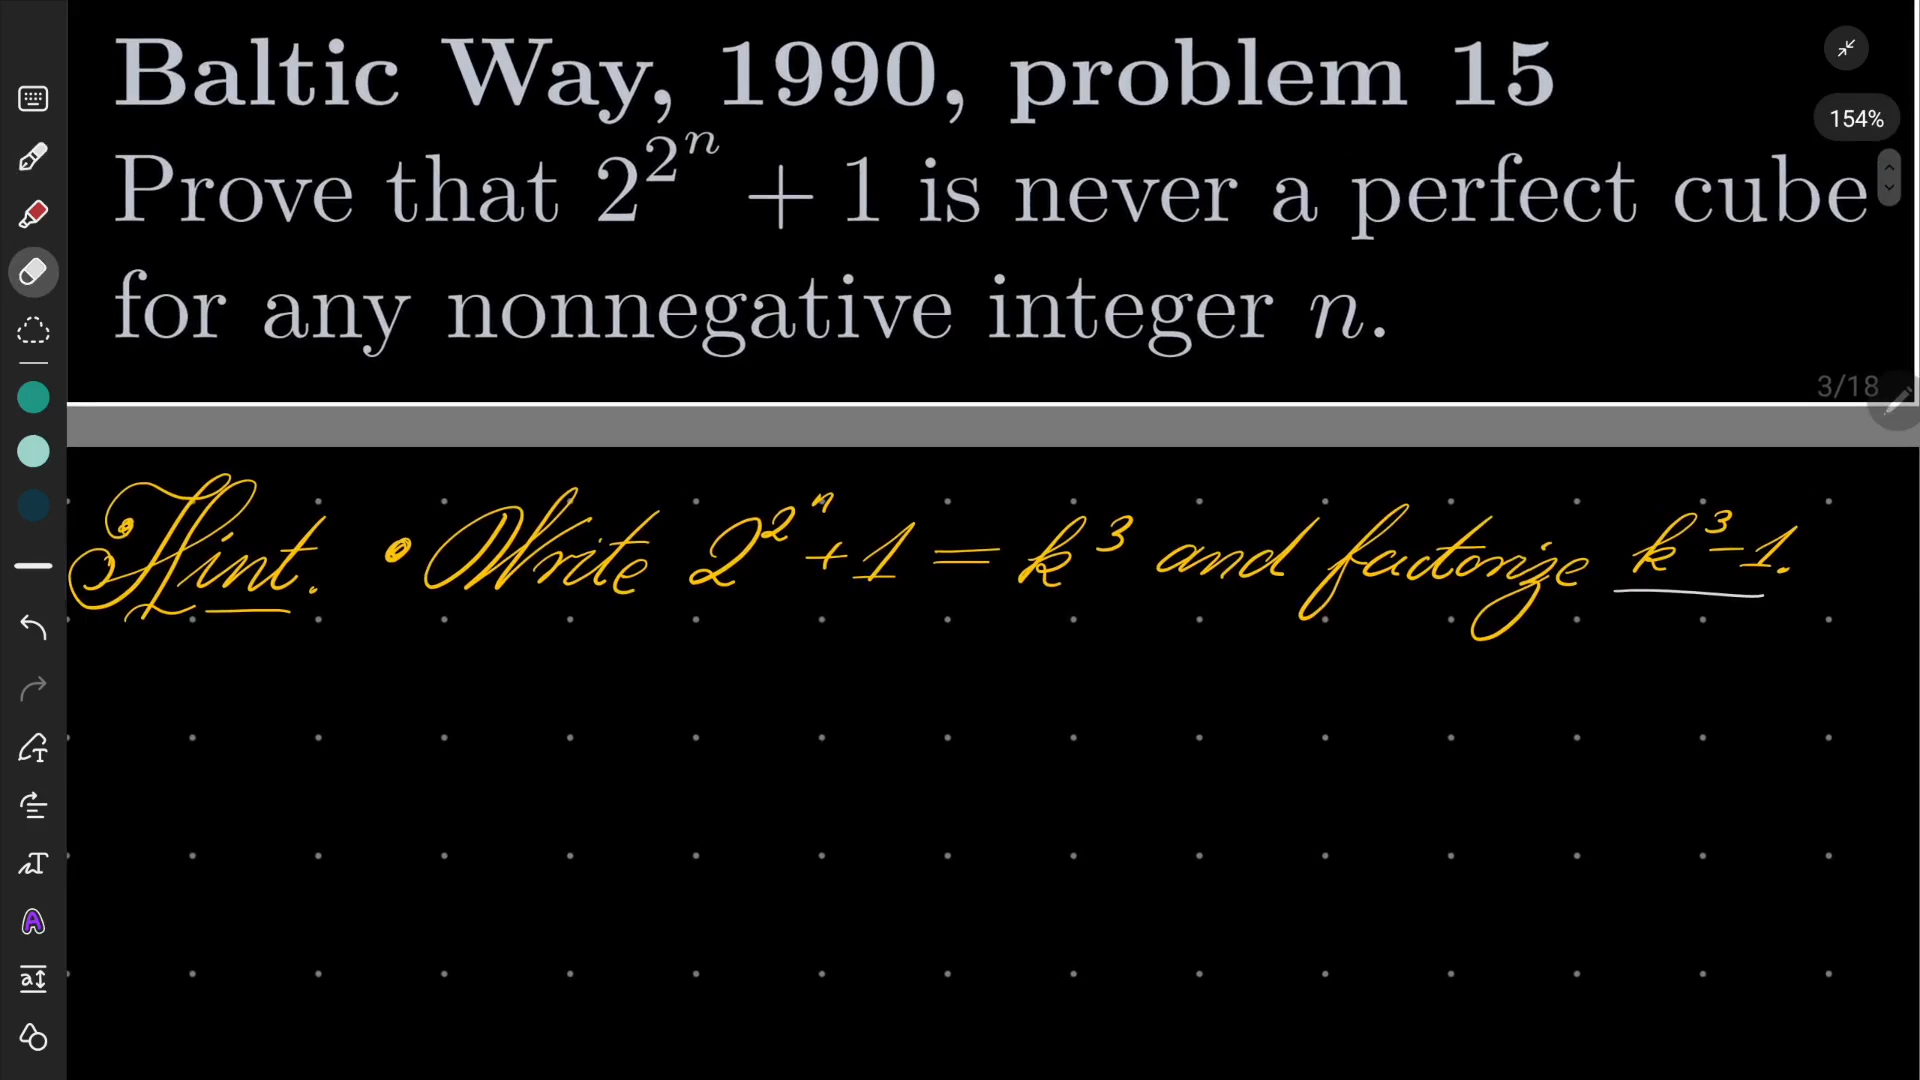 Baltic Way, 1990, problem 15
154%
Prove that 2^{2^n} + 1 is never a perfect cube
for any nonnegative integer n.
3/18
Hint. • Write 2^{2^n} + 1 = k^3 and factorize k^3 - 1.